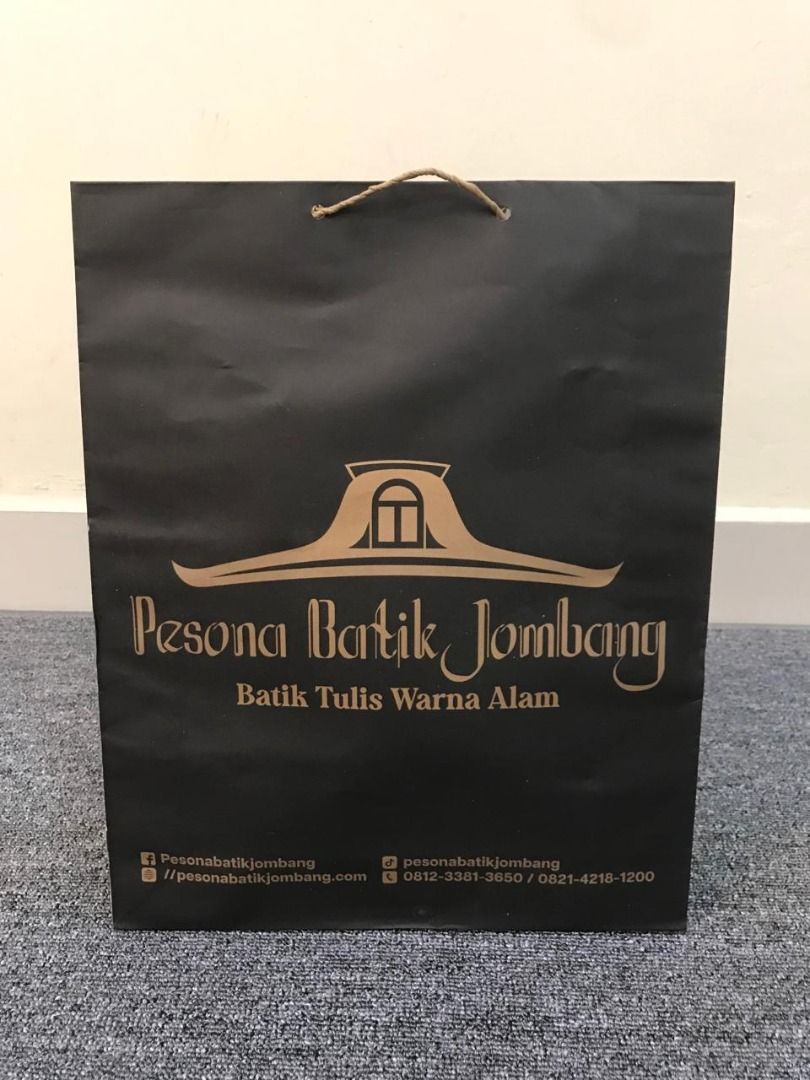 Pesona Batik Jombang
Batik Tulis Warna Alam
Pesonabatikjombang
pesonabatikjombang
//pesonabatikjombang.com
0812-3381-3650 / 0821-4218-1200